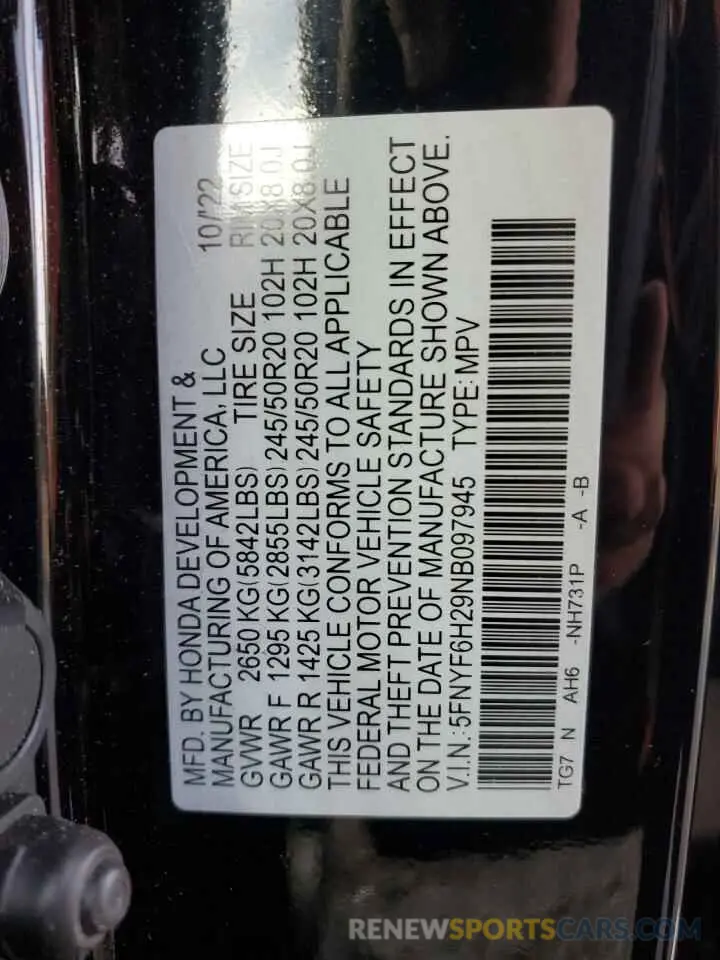 MFD. BY HONDA DEVELOPMENT & 10/'22
MANUFACTURING OF AMERICA, LLC
GVWR 2650 KG(5842LBS) TIRE SIZE RIM SIZE
GAWR F 1295 KG(2855LBS) 245/50R20 102H 20X8.0J
GAWR R 1425 KG(3142LBS) 245/50R20 102H 20X8.0J
THIS VEHICLE CONFORMS TO ALL APPLICABLE
FEDERAL MOTOR VEHICLE SAFETY
AND THEFT PREVENTION STANDARDS IN EFFECT
ON THE DATE OF MANUFACTURE SHOWN ABOVE.
V.I.N.: 5FNYF6H29NB097945 TYPE: MPV
TG7 N AH6 -NH731P -A -B
RENEWSPORTSCARS.COM